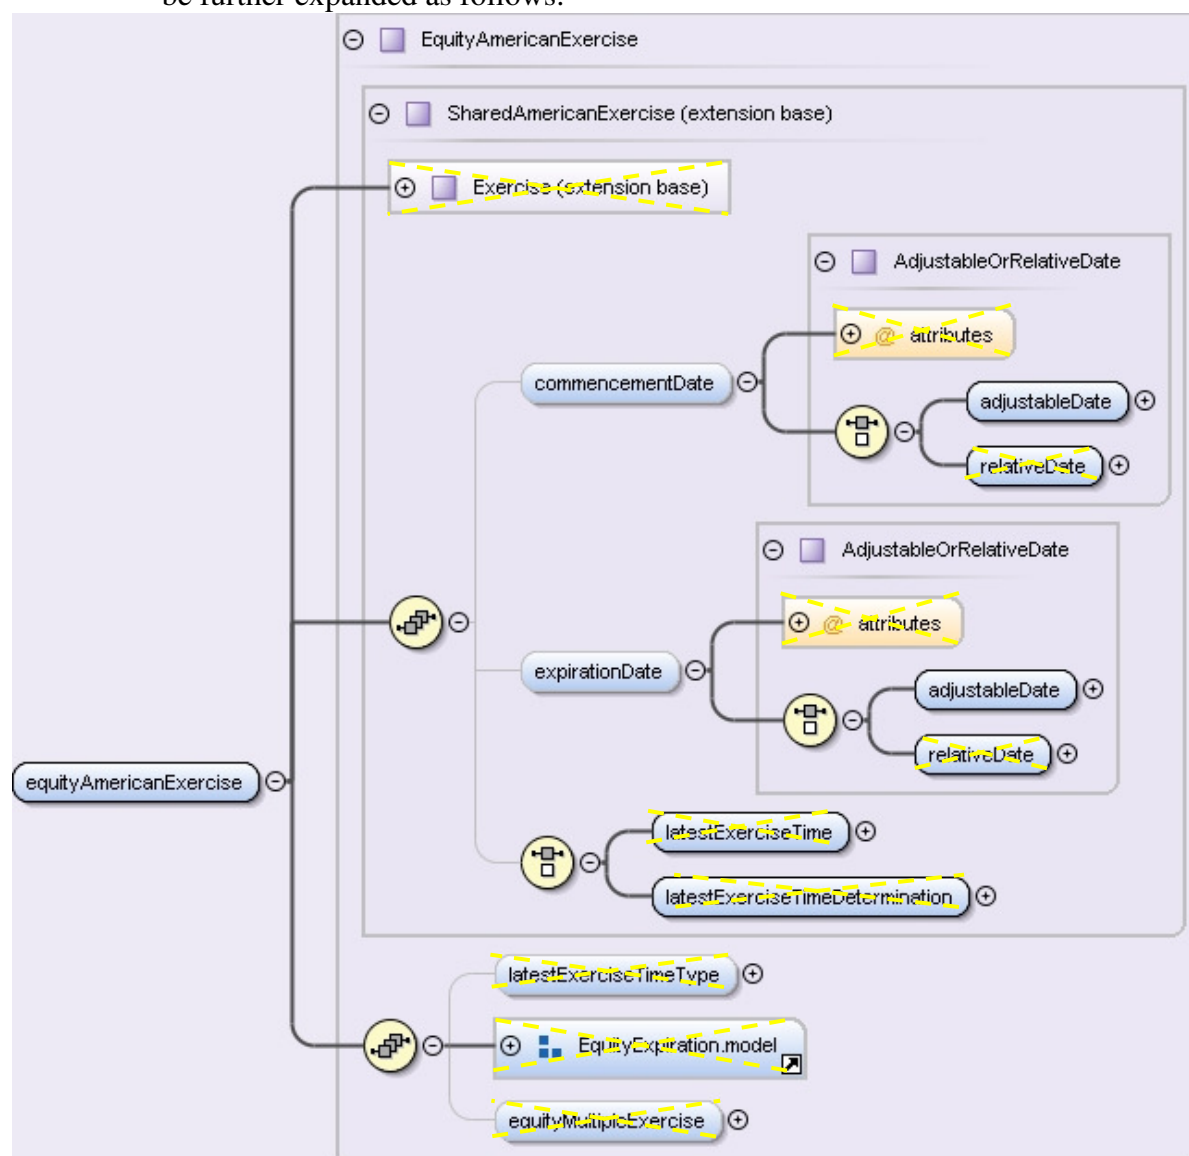 be further expanded as follows:
EquityAmericanExercise
SharedAmericanExercise (extension base)
Exercise (extension base)
AdjustableOrRelativeDate
@ attributes
commencementDate
adjustableDate
relativeDate
AdjustableOrRelativeDate
@ attributes
expirationDate
adjustableDate
relativeDate
equityAmericanExercise
latestExerciseTime
latestExerciseTimeDetermination
latestExerciseTimeType
EquityExpiration.model
equityMultipleExercise